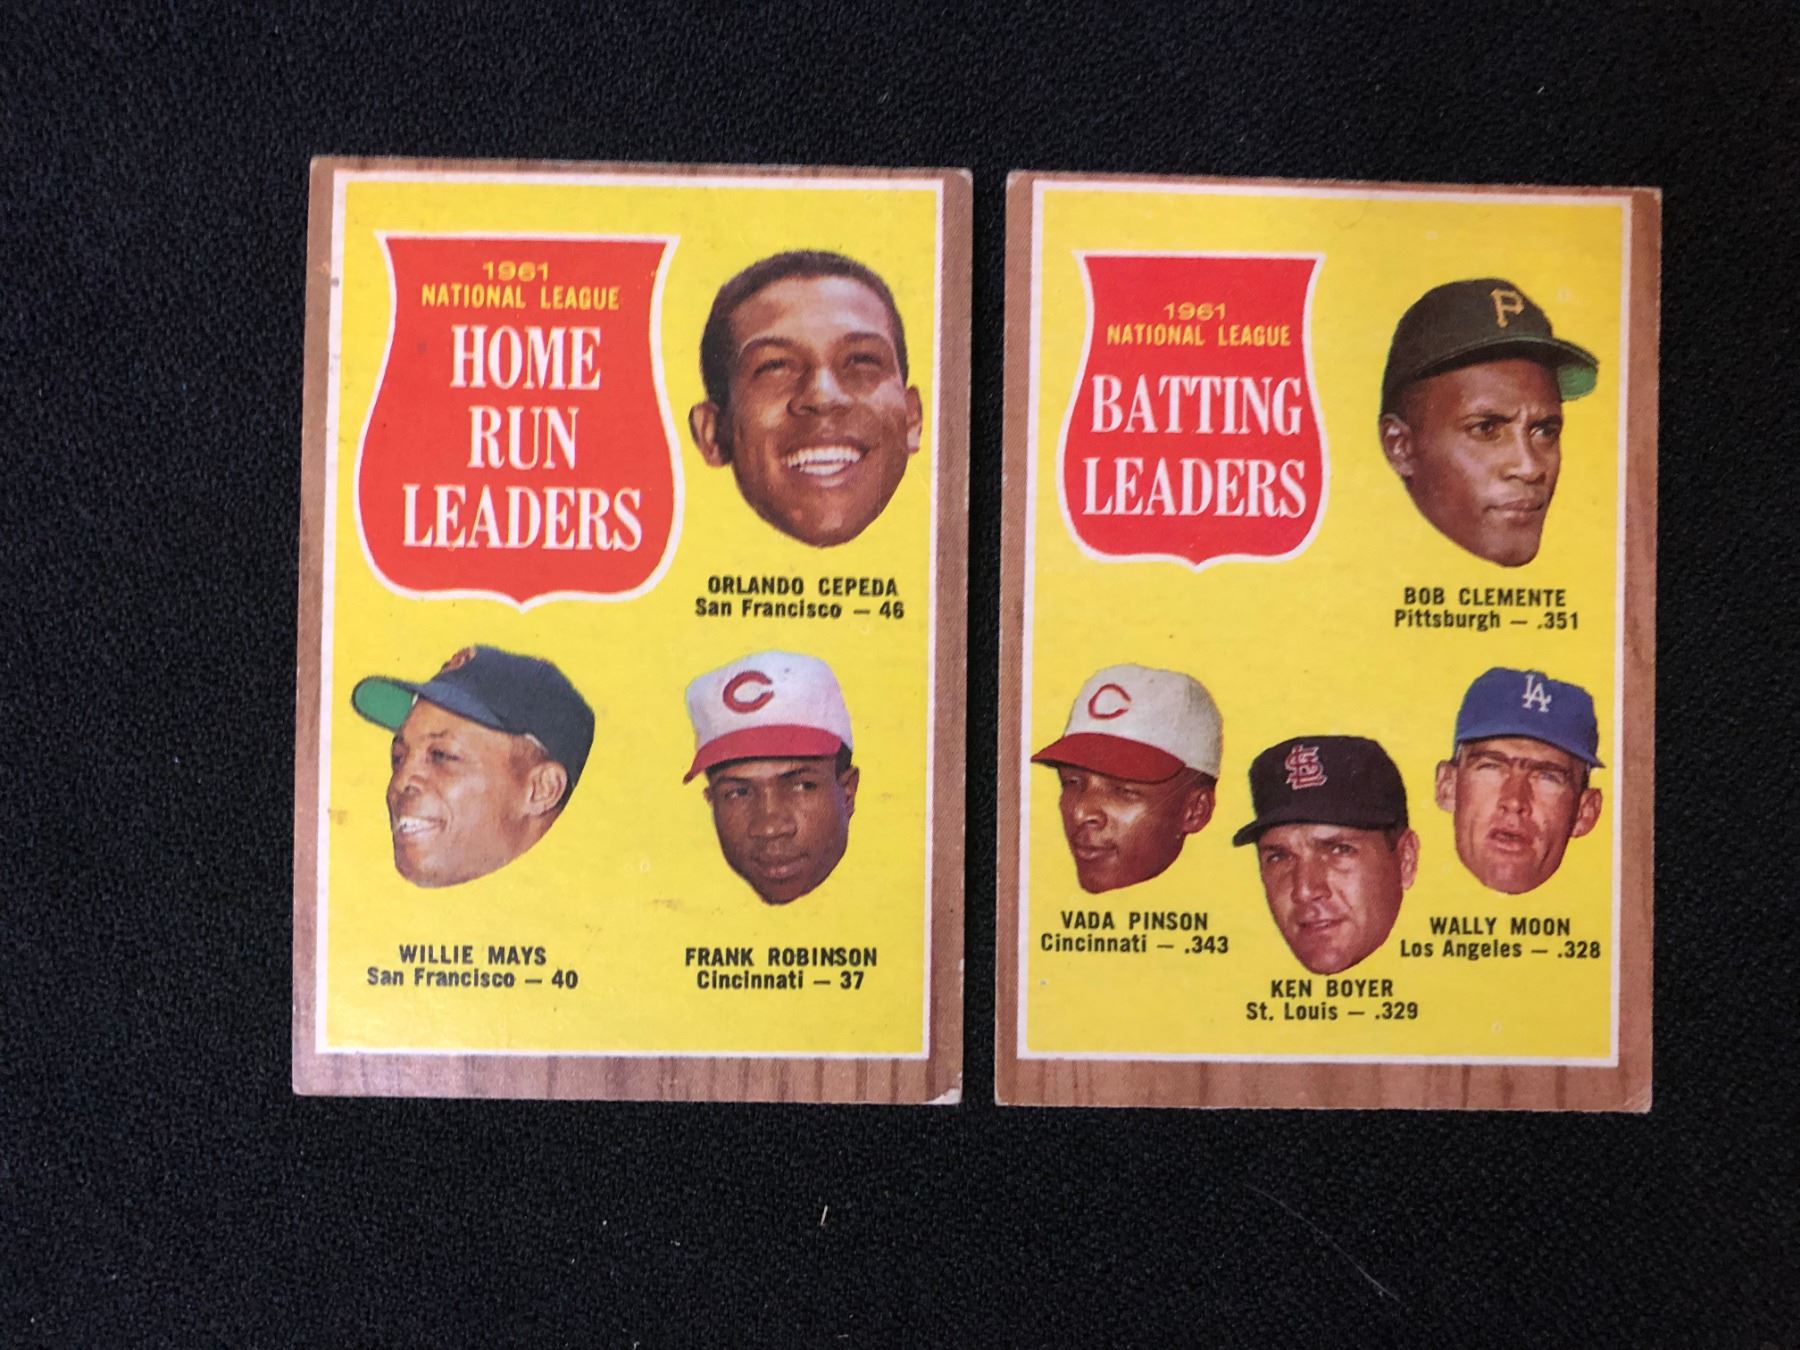 1961
NATIONAL LEAGUE
HOME
RUN
LEADERS
ORLANDO CEPEDA
San Francisco — 46
WILLIE MAYS
San Francisco — 40
FRANK ROBINSON
Cincinnati — 37
1961
NATIONAL LEAGUE
BATTING
LEADERS
P
BOB CLEMENTE
Pittsburgh — .351
C
VADA PINSON
Cincinnati — .343
STL
KEN BOYER
St. Louis — .329
LA
WALLY MOON
Los Angeles — .328
C